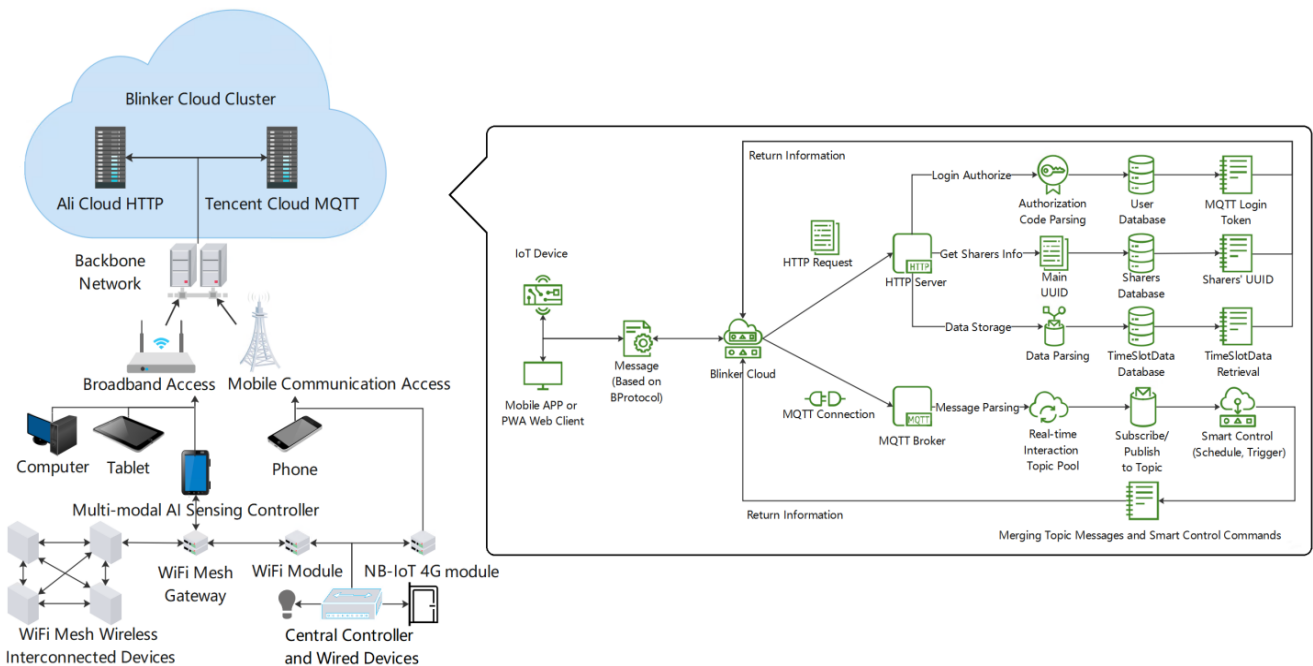 Blinker Cloud Cluster
Ali Cloud HTTP
Tencent Cloud MQTT
Backbone
Network
Broadband Access
Mobile Communication Access
Computer
Tablet
Phone
Multi-modal AI Sensing Controller
WiFi Mesh
Gateway
WiFi Module
NB-IoT 4G module
WiFi Mesh Wireless
Interconnected Devices
Central Controller
and Wired Devices
IoT Device
Mobile APP or
PWA Web Client
Message
(Based on
BProtocol)
Blinker Cloud
Return Information
HTTP Request
HTTP
HTTP Server
Login Authorize
Authorization
Code Parsing
User
Database
MQTT Login
Token
Get Sharers Info
Main
UUID
Sharers
Database
Sharers' UUID
Data Storage
Data Parsing
TimeSlotData
Database
TimeSlotData
Retrieval
MQTT Connection
MQTT
MQTT Broker
Message Parsing
Real-time
Interaction
Topic Pool
Subscribe/
Publish
to Topic
Smart Control
(Schedule, Trigger)
Return Information
Merging Topic Messages and Smart Control Commands